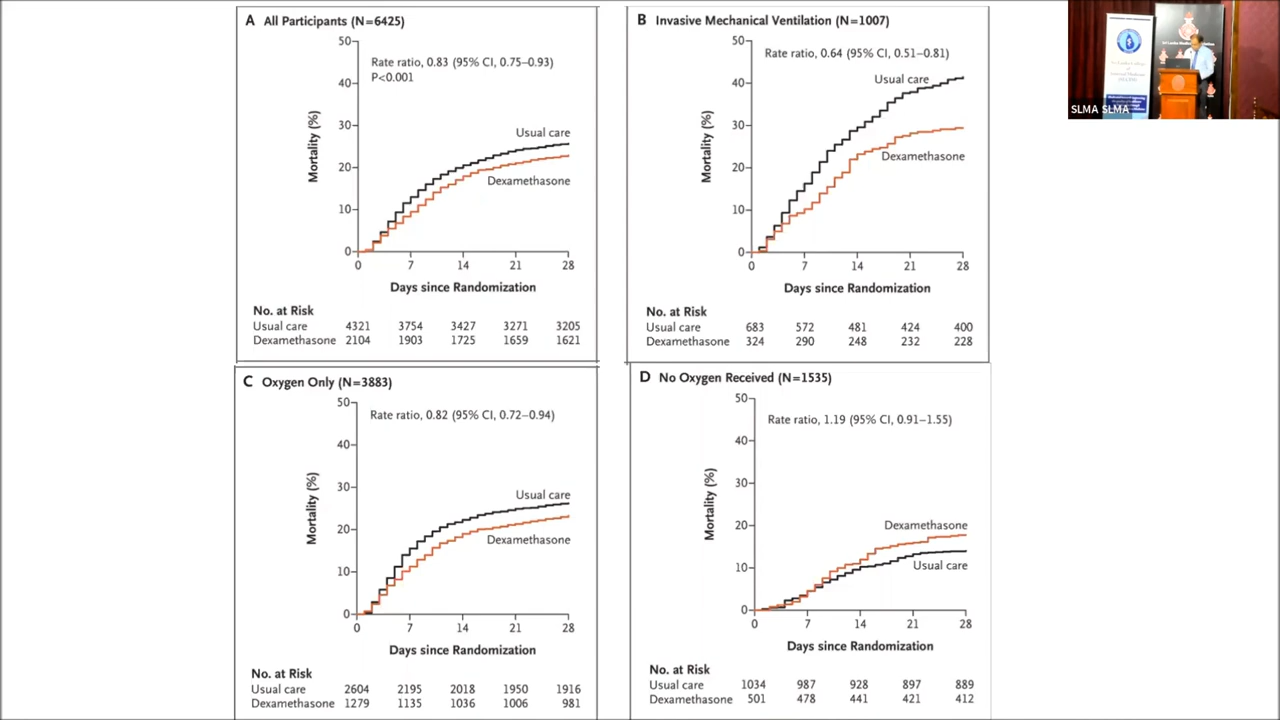 A All Participants (N=6425)
Rate ratio, 0.83 (95% CI, 0.75–0.93)
P<0.001
50
40
30
20
10
0
Mortality (%)
Usual care
Dexamethasone
0 7 14 21 28
Days since Randomization
No. at Risk
Usual care 4321 3754 3427 3271 3205
Dexamethasone 2104 1903 1725 1659 1621
B Invasive Mechanical Ventilation (N=1007)
Rate ratio, 0.64 (95% CI, 0.51–0.81)
50
40
30
20
10
0
Mortality (%)
Usual care
Dexamethasone
0 7 14 21 28
Days since Randomization
No. at Risk
Usual care 683 572 481 424 400
Dexamethasone 324 290 248 232 228
C Oxygen Only (N=3883)
Rate ratio, 0.82 (95% CI, 0.72–0.94)
50
40
30
20
10
0
Mortality (%)
Usual care
Dexamethasone
0 7 14 21 28
Days since Randomization
No. at Risk
Usual care 2604 2195 2018 1950 1916
Dexamethasone 1279 1135 1036 1006 981
D No Oxygen Received (N=1535)
Rate ratio, 1.19 (95% CI, 0.91–1.55)
50
40
30
20
10
0
Mortality (%)
Dexamethasone
Usual care
0 7 14 21 28
Days since Randomization
No. at Risk
Usual care 1034 987 928 897 889
Dexamethasone 501 478 441 421 412
SLMA SLMA